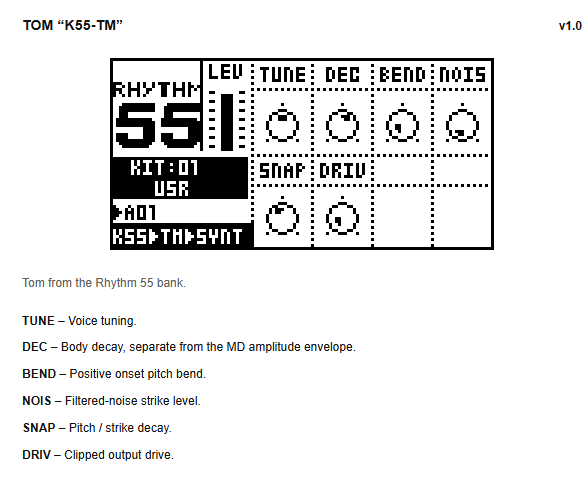 TOM “K55-TM”
v1.0
LEV TUNE DEC BEND NOIS
RHYTHM
55
KIT:01
USR
SNAP DRIV
A01
K55▸TM▸SYNT
Tom from the Rhythm 55 bank.
TUNE – Voice tuning.
DEC – Body decay, separate from the MD amplitude envelope.
BEND – Positive onset pitch bend.
NOIS – Filtered-noise strike level.
SNAP – Pitch / strike decay.
DRIV – Clipped output drive.